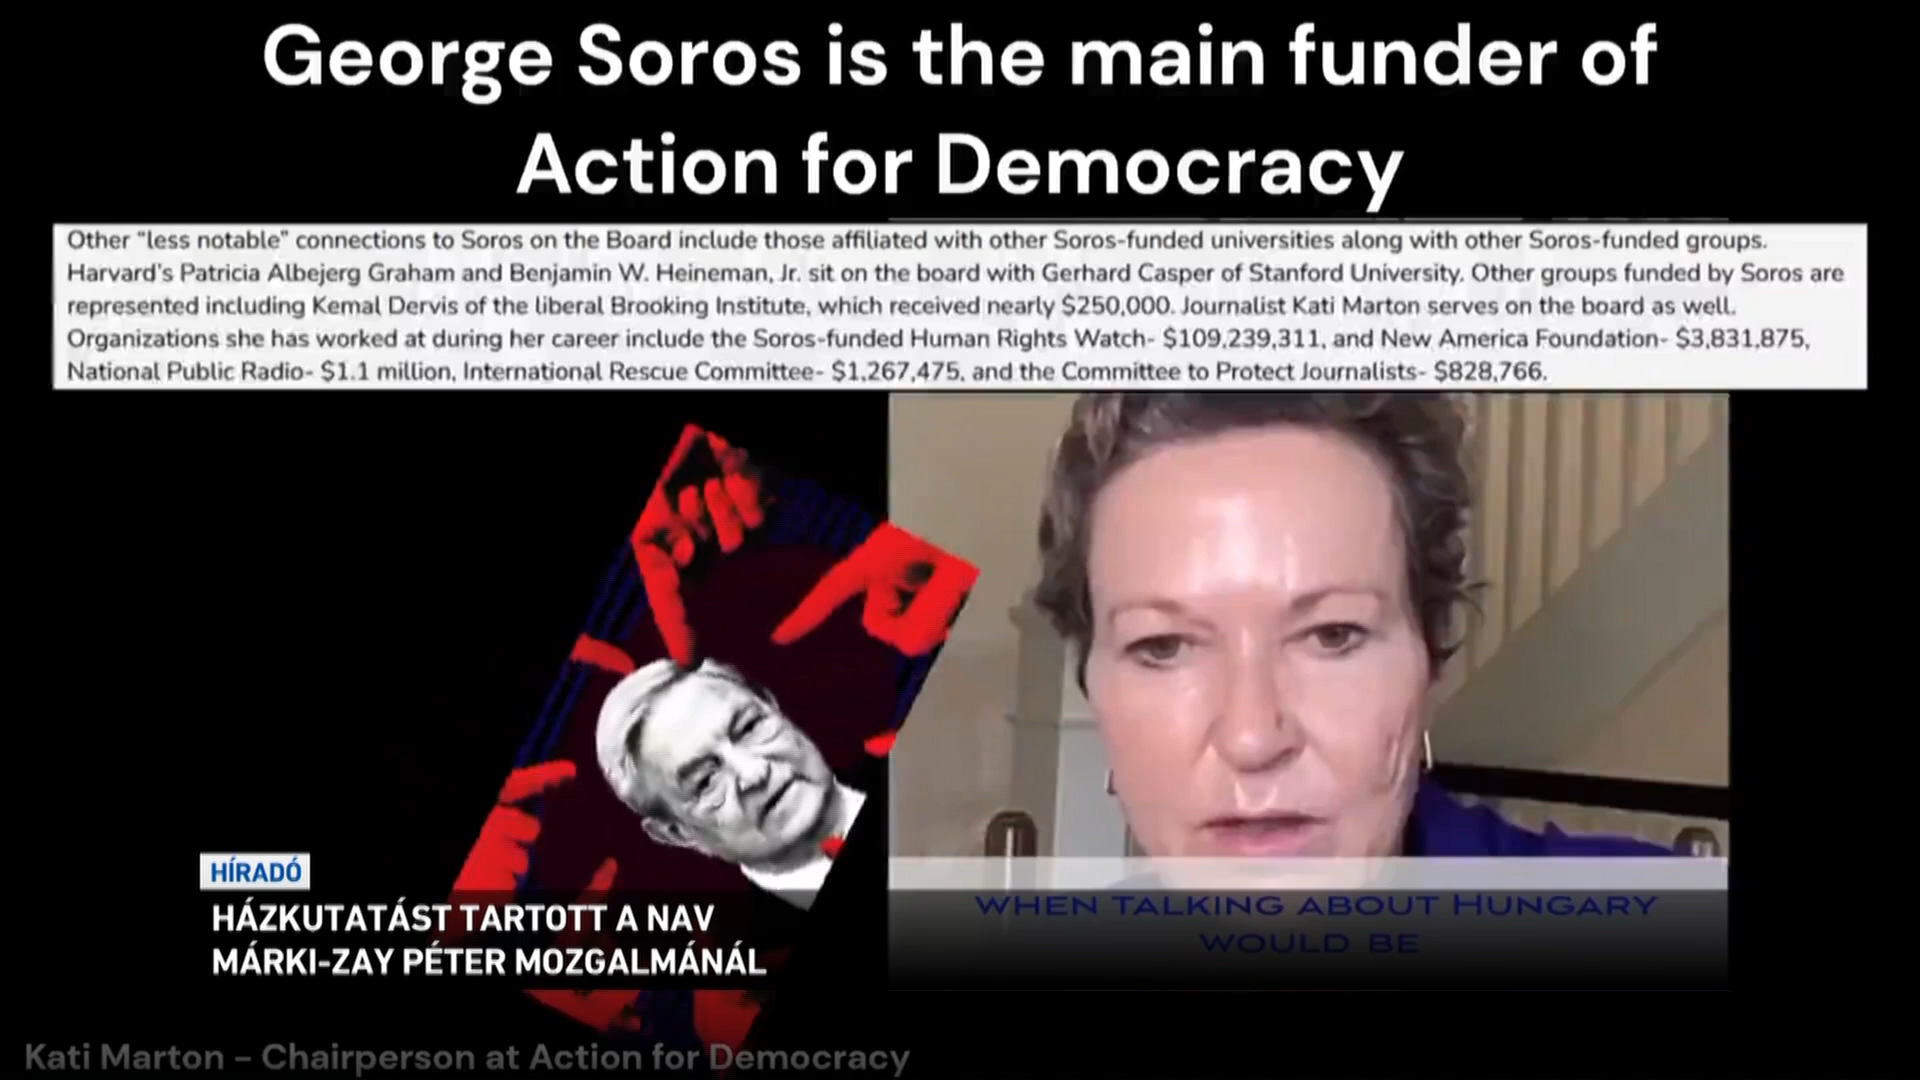 George Soros is the main funder of
Action for Democracy
Other “less notable” connections to Soros on the Board include those affiliated with other Soros-funded universities along with other Soros-funded groups.
Harvard’s Patricia Albejerg Graham and Benjamin W. Heineman, Jr. sit on the board with Gerhard Casper of Stanford University. Other groups funded by Soros are
represented including Kemal Dervis of the liberal Brooking Institute, which received nearly $250,000. Journalist Kati Marton serves on the board as well.
Organizations she has worked at during her career include the Soros-funded Human Rights Watch- $109,239,311, and New America Foundation- $3,831,875,
National Public Radio- $1.1 million, International Rescue Committee- $1,267,475, and the Committee to Protect Journalists- $828,766.
HÍRADÓ
HÁZKUTATÁST TARTOTT A NAV
MÁRKI-ZAY PÉTER MOZGALMÁNÁL
WHEN TALKING ABOUT HUNGARY
WOULD BE
Kati Marton – Chairperson at Action for Democracy